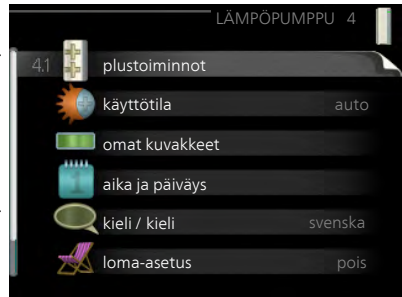 LÄMPÖPUMPPU 4
4.1 plustoiminnot
käyttötila auto
omat kuvakkeet
aika ja päiväys
kieli / kieli svenska
loma-asetus pois